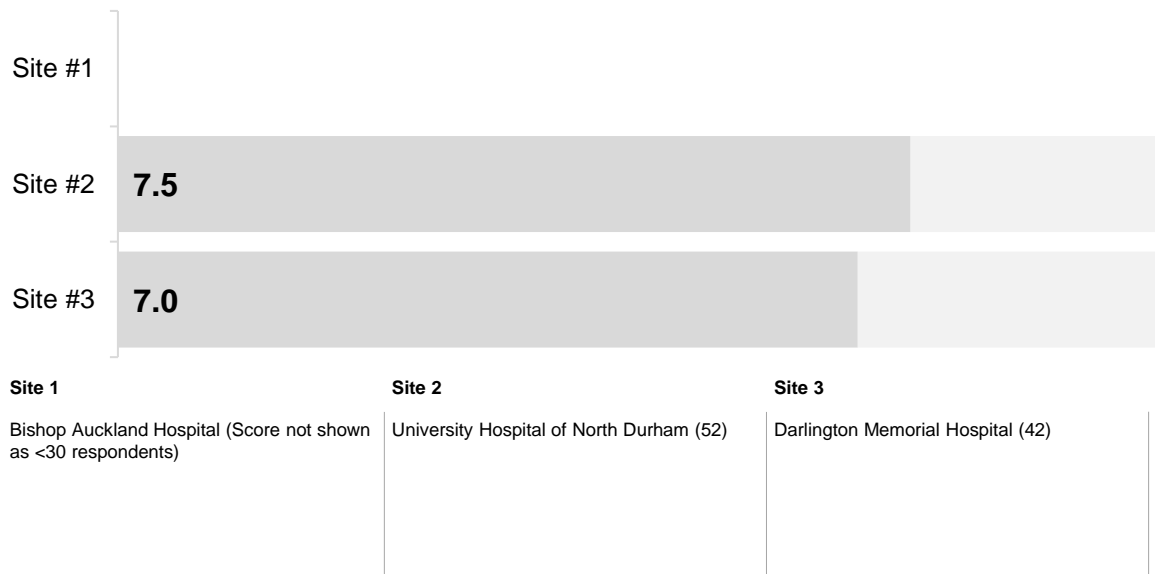 Site #1
Site #2
7.5
Site #3
7.0
Site 1
Site 2
Site 3
Bishop Auckland Hospital (Score not shown
as <30 respondents)
University Hospital of North Durham (52)
Darlington Memorial Hospital (42)